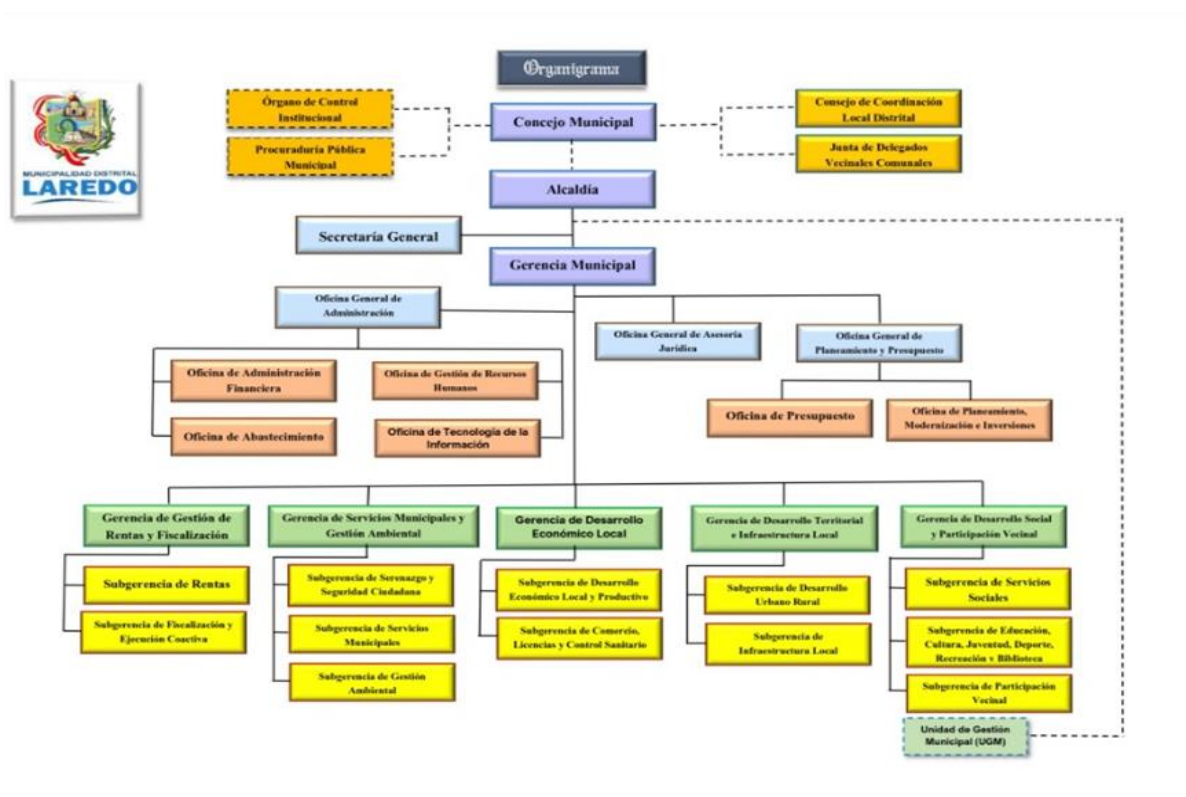 Organigrama
MUNICIPALIDAD DISTRITAL
LAREDO
Órgano de Control
Institucional
Procuraduría Pública
Municipal
Concejo Municipal
Consejo de Coordinación
Local Distrital
Junta de Delegados
Vecinales Comunales
Alcaldía
Secretaría General
Gerencia Municipal
Oficina General de
Administración
Oficina General de Asesoría
Jurídica
Oficina General de
Planeamiento y Presupuesto
Oficina de Administración
Financiera
Oficina de Gestión de Recursos
Humanos
Oficina de Abastecimiento
Oficina de Tecnología de la
Información
Oficina de Presupuesto
Oficina de Planeamiento,
Modernización e Inversiones
Gerencia de Gestión de
Rentas y Fiscalización
Subgerencia de Rentas
Subgerencia de Fiscalización y
Ejecución Coactiva
Gerencia de Servicios Municipales y
Gestión Ambiental
Subgerencia de Serenazgo y
Seguridad Ciudadana
Subgerencia de Servicios
Municipales
Subgerencia de Gestión
Ambiental
Gerencia de Desarrollo
Económico Local
Subgerencia de Desarrollo
Económico Local y Productivo
Subgerencia de Comercio,
Licencias y Control Sanitario
Gerencia de Desarrollo Territorial
e Infraestructura Local
Subgerencia de Desarrollo
Urbano Rural
Subgerencia de
Infraestructura Local
Gerencia de Desarrollo Social
y Participación Vecinal
Subgerencia de Servicios
Sociales
Subgerencia de Educación,
Cultura, Juventud, Deporte,
Recreación y Biblioteca
Subgerencia de Participación
Vecinal
Unidad de Gestión
Municipal (UGM)